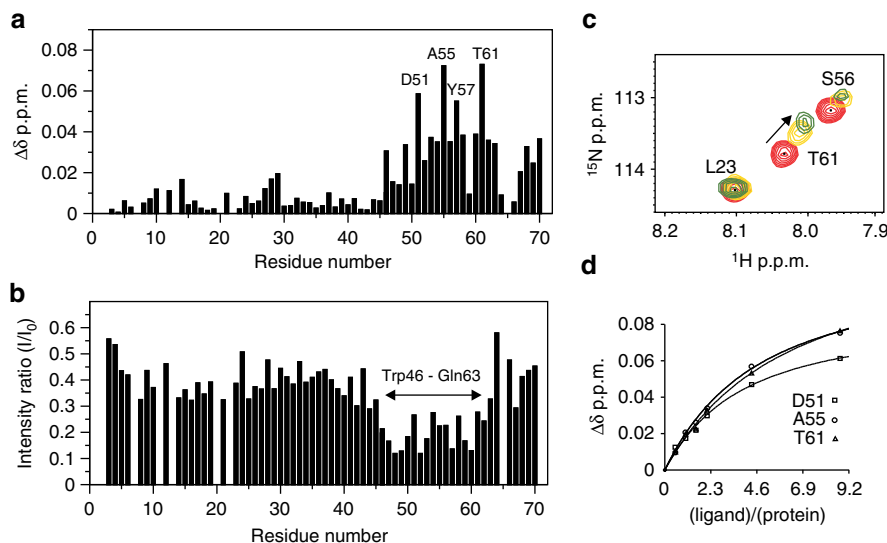 a
Δδ p.p.m.
0.08
0.06
0.04
0.02
0
D51
A55
Y57
T61
0 10 20 30 40 50 60 70
Residue number
b
Intensity ratio (I/I0)
0.6
0.5
0.4
0.3
0.2
0.1
0
Trp46 - Gln63
0 10 20 30 40 50 60 70
Residue number
c
15N p.p.m.
113
114
S56
T61
L23
8.2 8.1 8.0 7.9
1H p.p.m.
d
Δδ p.p.m.
0.08
0.06
0.04
0.02
0
D51
A55
T61
0 2.3 4.6 6.9 9.2
(ligand)/(protein)